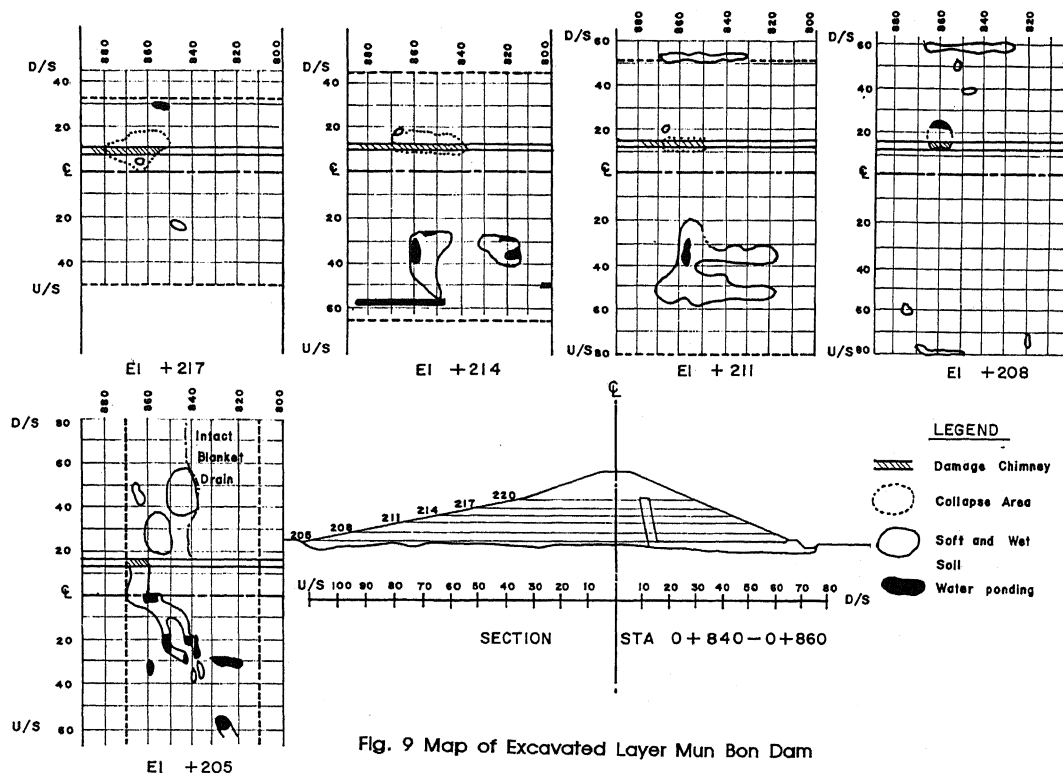 880 860 840 820 800
D/S
40
20
℄
20
40
U/S
El +217
880 860 840 820 800
D/S
40
20
℄
20
40
60
U/S
El +214
880 860 840 820 800
D/S
60
40
20
℄
20
40
60
U/S 80
El +211
880 860 840 820 800
D/S
60
40
20
℄
20
40
60
U/S 80
El +208
880 860 840 820 800
D/S
80
60
40
20
℄
20
40
U/S
60
Intact
Blanket
Drain
El +205
℄
205 208 211 214 217 220
U/S 100 90 80 70 60 50 40 30 20 10 10 20 30 40 50 60 70 80 D/S
SECTION STA 0+840-0+860
LEGEND
Damage Chimney
Collapse Area
Soft and Wet
Soil
Water ponding
Fig. 9 Map of Excavated Layer Mun Bon Dam